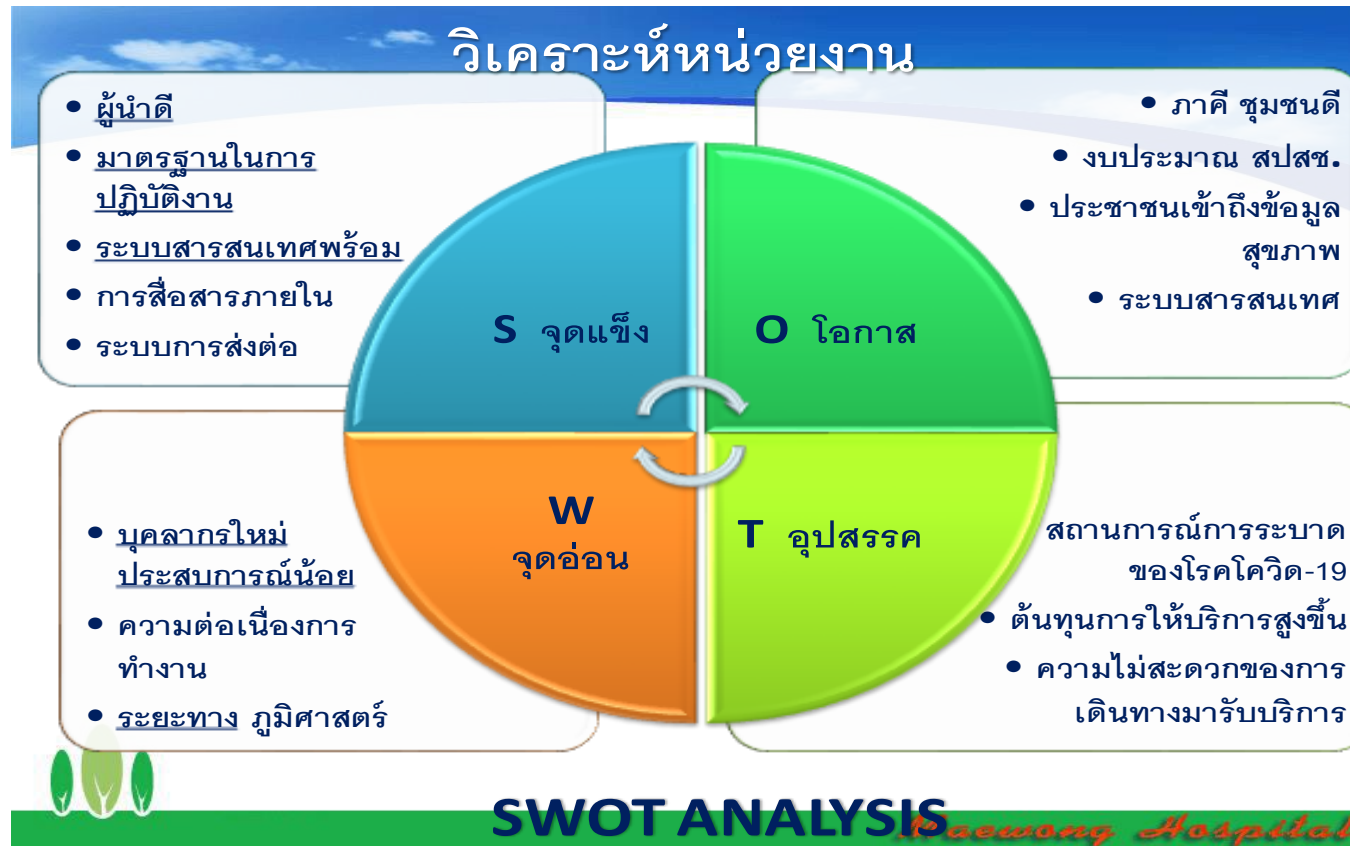 วิเคราะห์หน่วยงาน
• ผู้นำดี
• มาตรฐานในการ
ปฏิบัติงาน
• ระบบสารสนเทศพร้อม
• การสื่อสารภายใน
• ระบบการส่งต่อ
• ภาคี ชุมชนดี
• งบประมาณ สปสช.
• ประชาชนเข้าถึงข้อมูล
สุขภาพ
• ระบบสารสนเทศ
S จุดแข็ง
O โอกาส
W
จุดอ่อน
T อุปสรรค
• บุคลากรใหม่
ประสบการณ์น้อย
• ความต่อเนื่องการ
ทำงาน
• ระยะทาง ภูมิศาสตร์
สถานการณ์การระบาด
ของโรคโควิด-19
• ต้นทุนการให้บริการสูงขึ้น
• ความไม่สะดวกของการ
เดินทางมารับบริการ
SWOT ANALYSIS
Maewong Hospital